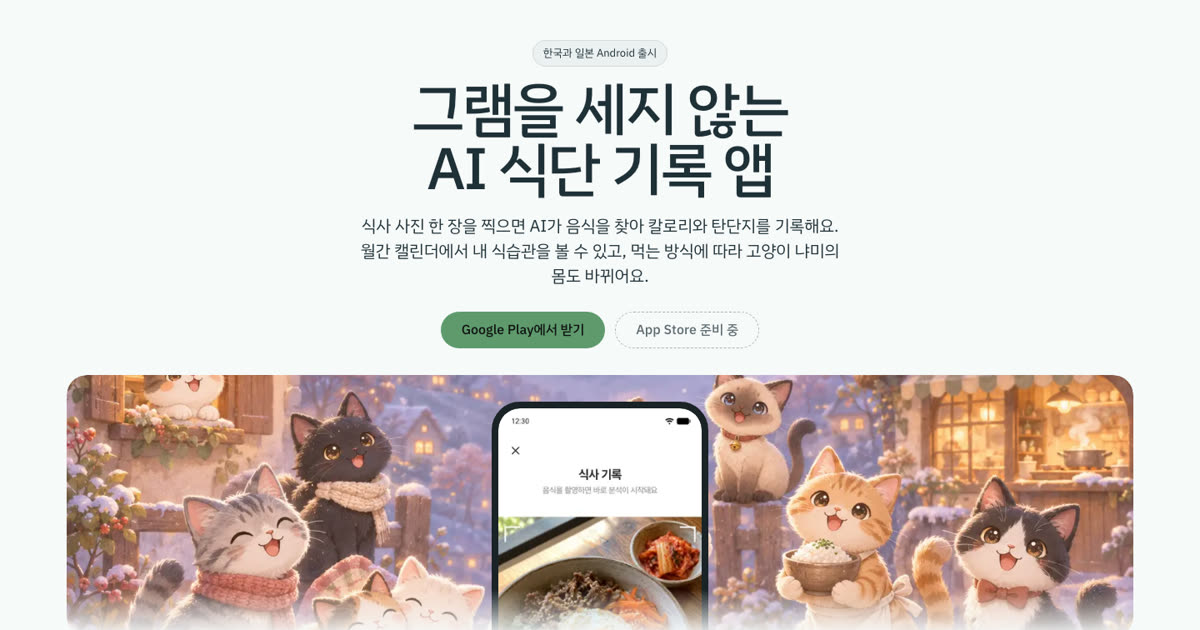 한국과 일본 Android 출시
그램을 세지 않는
AI 식단 기록 앱
식사 사진 한 장을 찍으면 AI가 음식을 찾아 칼로리와 탄단지를 기록해요.
월간 캘린더에서 내 식습관을 볼 수 있고, 먹는 방식에 따라 고양이 냐미의
몸도 바뀌어요.
Google Play에서 받기
App Store 준비 중
12:30
식사 기록
음식을 촬영하면 바로 분석이 시작돼요